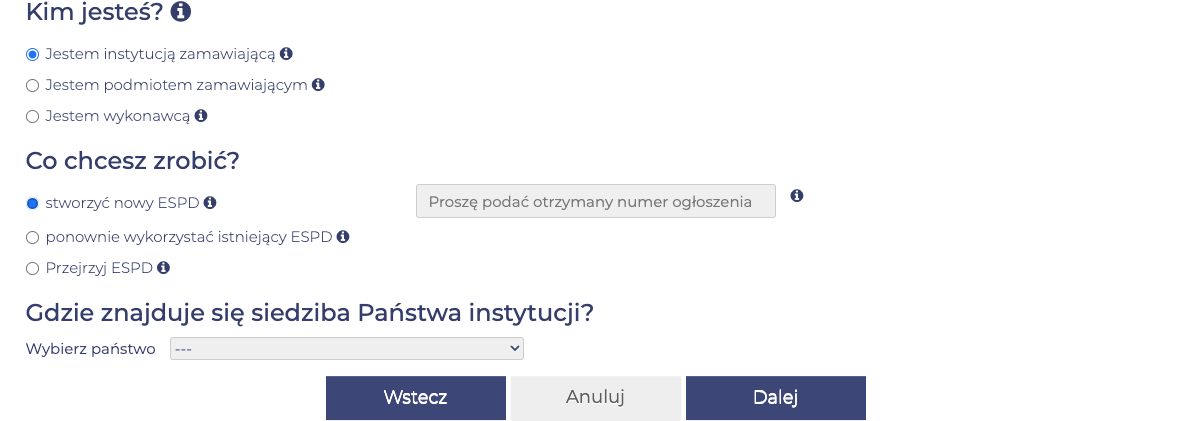 Kim jesteś?
Jestem instytucją zamawiającą
Jestem podmiotem zamawiającym
Jestem wykonawcą
Co chcesz zrobić?
stworzyć nowy ESPD
Proszę podać otrzymany numer ogłoszenia
ponownie wykorzystać istniejący ESPD
Przejrzyj ESPD
Gdzie znajduje się siedziba Państwa instytucji?
Wybierz państwo ---
Wstecz Anuluj Dalej